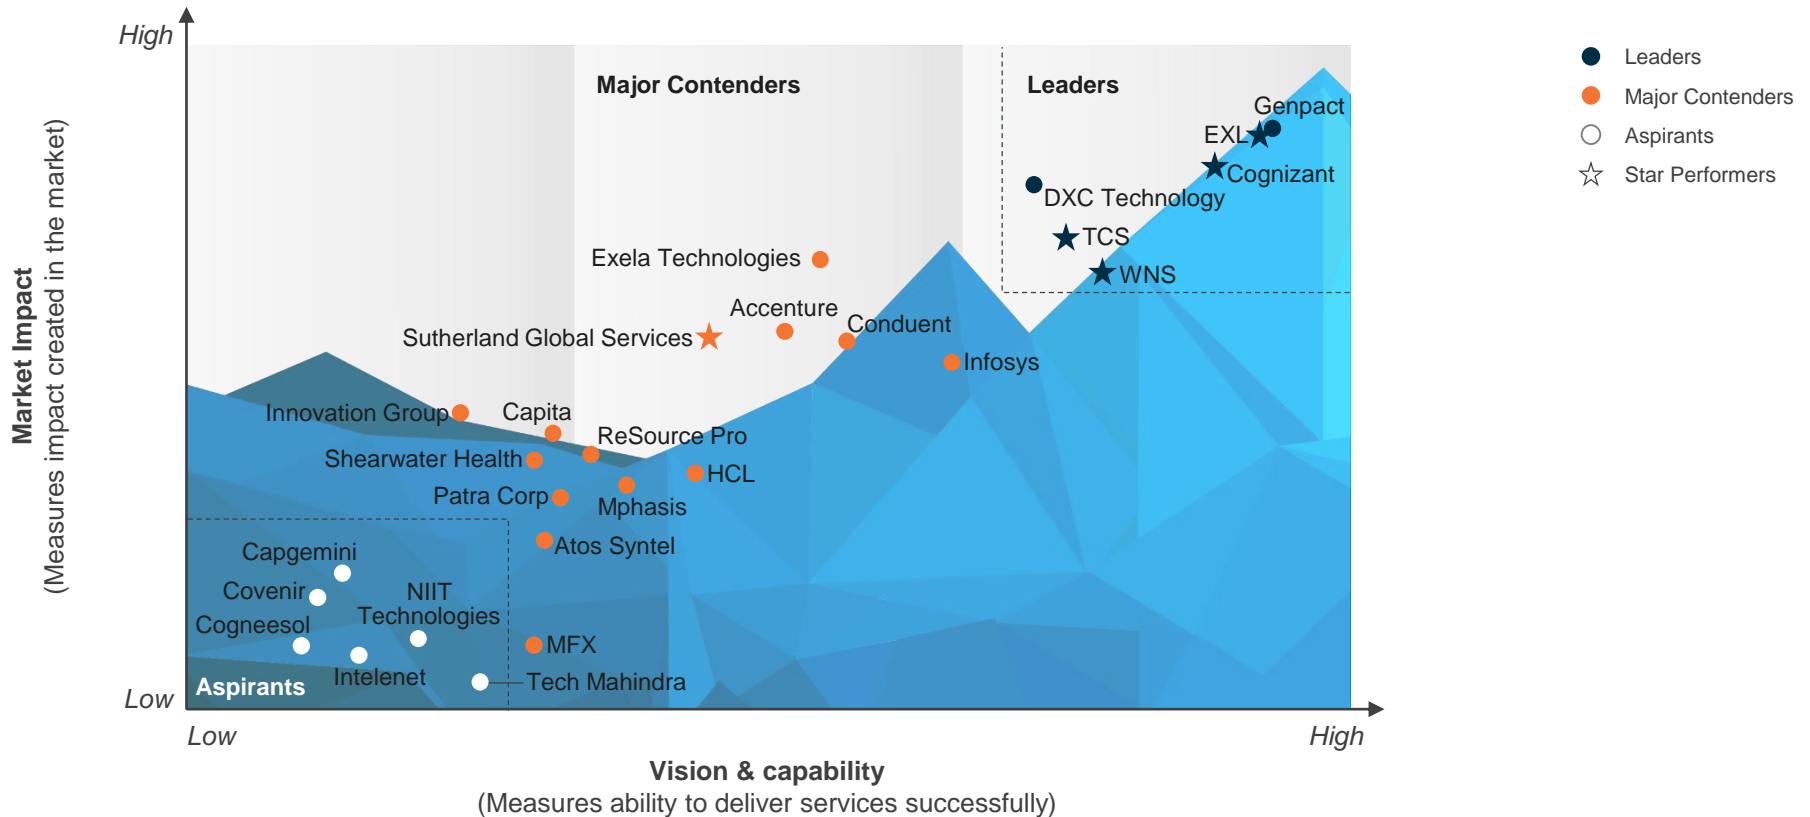 High
Major Contenders
Leaders
Leaders
Major Contenders
Aspirants
Star Performers
Genpact
EXL
Cognizant
DXC Technology
TCS
WNS
Exela Technologies
Accenture
Conduent
Sutherland Global Services
Infosys
Innovation Group
Capita
ReSource Pro
Shearwater Health
HCL
Patra Corp
Mphasis
Atos Syntel
Capgemini
Covenir
NIIT
Technologies
Cogneesol
MFX
Intelenet
Tech Mahindra
Aspirants
Market Impact
(Measures impact created in the market)
Low
Low
High
Vision & capability
(Measures ability to deliver services successfully)